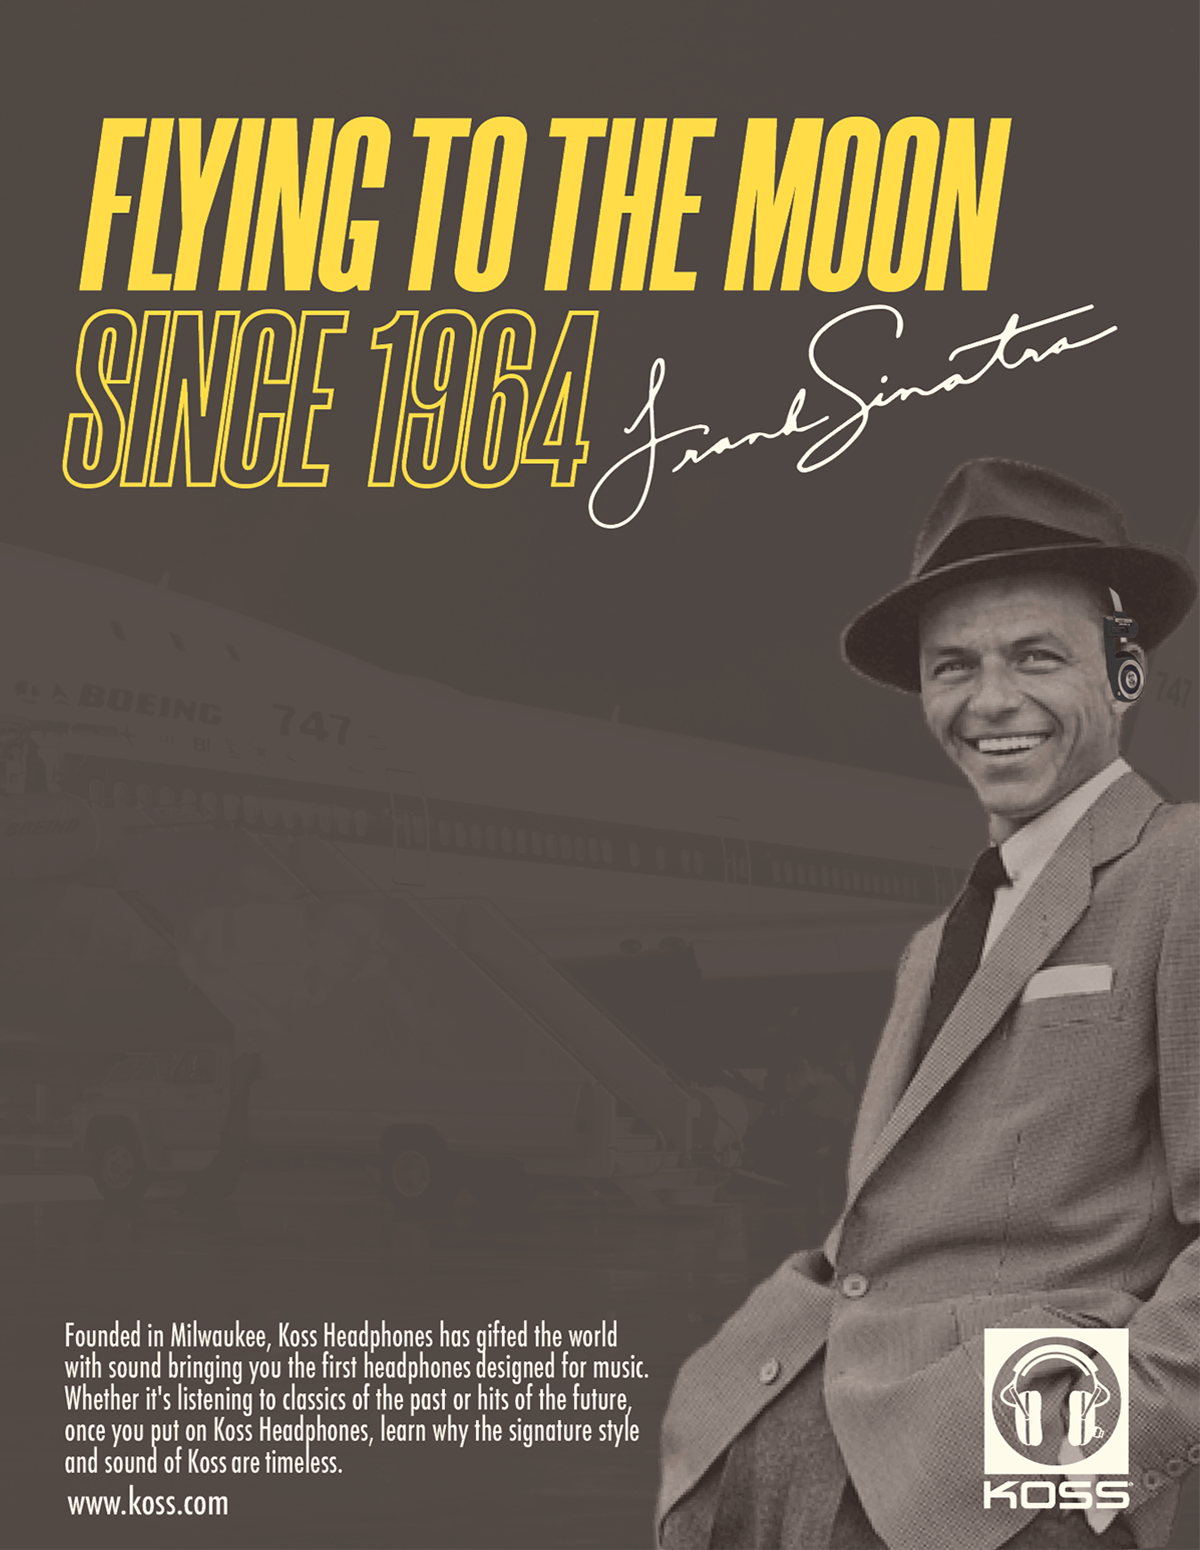 FLYING TO THE MOON
SINCE 1964
Frank Sinatra
BOEING 747
747
BOEING
Founded in Milwaukee, Koss Headphones has gifted the world
with sound bringing you the first headphones designed for music.
Whether it's listening to classics of the past or hits of the future,
once you put on Koss Headphones, learn why the signature style
and sound of Koss are timeless.
www.koss.com
KOSS